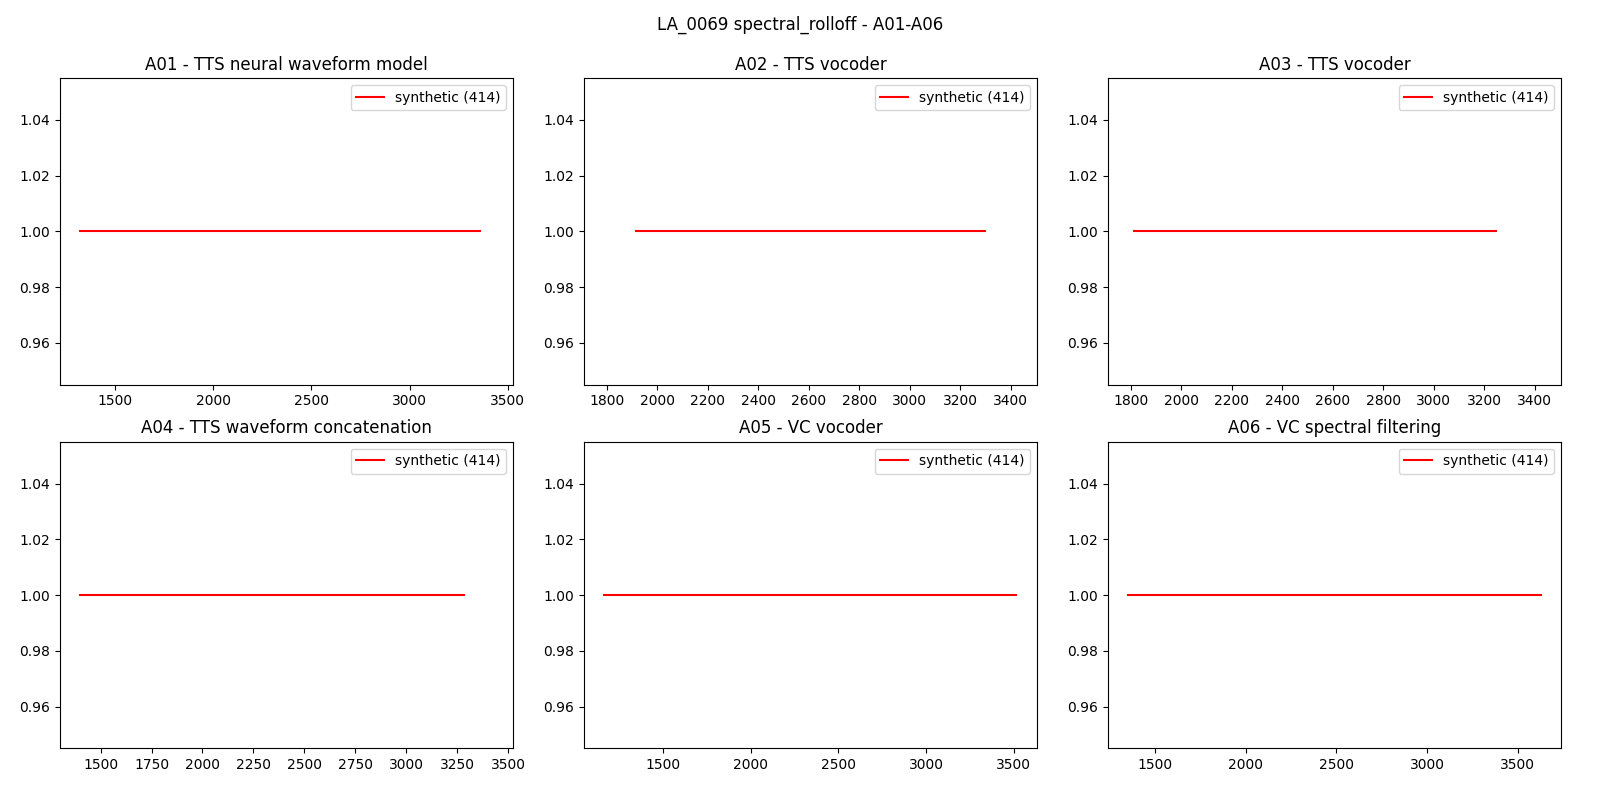 LA_0069 spectral_rolloff - A01-A06
A01 - TTS neural waveform model
synthetic (414)
1.04
1.02
1.00
0.98
0.96
1500 2000 2500 3000 3500
A02 - TTS vocoder
synthetic (414)
1.04
1.02
1.00
0.98
0.96
1800 2000 2200 2400 2600 2800 3000 3200 3400
A03 - TTS vocoder
synthetic (414)
1.04
1.02
1.00
0.98
0.96
1800 2000 2200 2400 2600 2800 3000 3200 3400
A04 - TTS waveform concatenation
synthetic (414)
1.04
1.02
1.00
0.98
0.96
1500 1750 2000 2250 2500 2750 3000 3250 3500
A05 - VC vocoder
synthetic (414)
1.04
1.02
1.00
0.98
0.96
1500 2000 2500 3000 3500
A06 - VC spectral filtering
synthetic (414)
1.04
1.02
1.00
0.98
0.96
1500 2000 2500 3000 3500